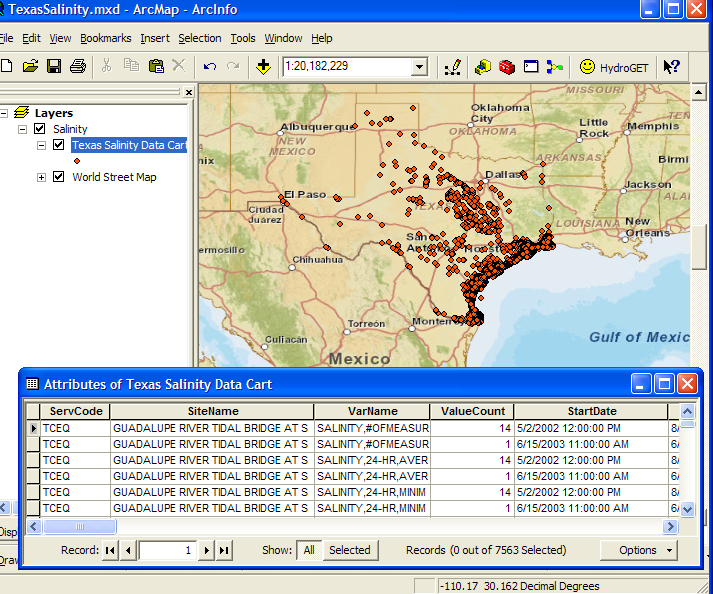 TexasSalinity.mxd - ArcMap - ArcInfo
File Edit View Bookmarks Insert Selection Tools Window Help
1:20,182,229 HydroGET
Layers
Salinity
Texas Salinity Data Cart
World Street Map
MISSOURI
Oklahoma City
Albuquerque
OKLAHOMA
Little Rock
Memphis
NEW MEXICO
ARKANSAS
Birmi
Dallas
Jackson
El Paso
Ciudad Juárez
LOUISIANA
New Orleans
ermosillo
Chihuahua
Torreón
Monterr
Culiacán
Gulf of Mexic
Mexico
Attributes of Texas Salinity Data Cart
ServCode SiteName VarName ValueCount StartDate
TCEQ GUADALUPE RIVER TIDAL BRIDGE AT S SALINITY,#OFMEASUR 14 5/2/2002 12:00:00 PM 8/
TCEQ GUADALUPE RIVER TIDAL BRIDGE AT S SALINITY,#OFMEASUR 1 6/15/2003 11:00:00 AM 6/
TCEQ GUADALUPE RIVER TIDAL BRIDGE AT S SALINITY,24-HR,AVER 14 5/2/2002 12:00:00 PM 8/
TCEQ GUADALUPE RIVER TIDAL BRIDGE AT S SALINITY,24-HR,AVER 1 6/15/2003 11:00:00 AM 6/
TCEQ GUADALUPE RIVER TIDAL BRIDGE AT S SALINITY,24-HR,MINIM 14 5/2/2002 12:00:00 PM 8/
TCEQ GUADALUPE RIVER TIDAL BRIDGE AT S SALINITY,24-HR,MINIM 1 6/15/2003 11:00:00 AM 6/
Disp
Record: 1 Show: All Selected Records (0 out of 7563 Selected) Options
Draw
-110.17 30.162 Decimal Degrees